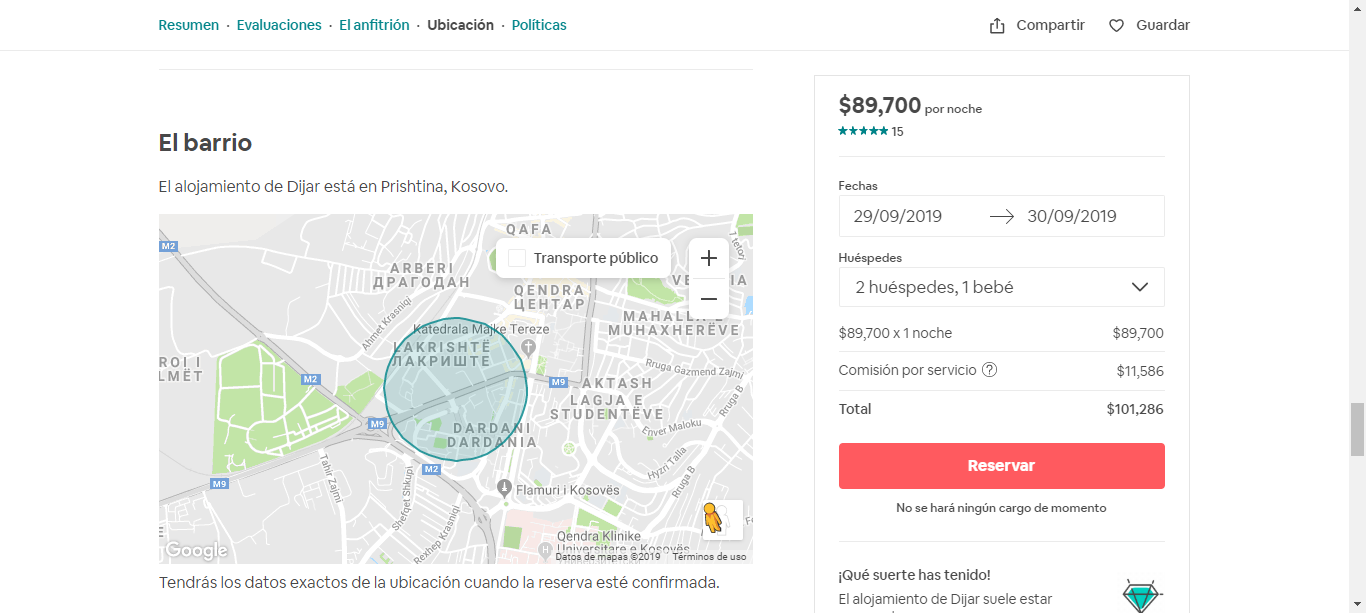 Resumen · Evaluaciones · El anfitrión · Ubicación · Políticas
Compartir
Guardar
El barrio
El alojamiento de Dijar está en Prishtina, Kosovo.
QAFA
1 tetori
M2
Transporte público
+
ARBERI
ДРАГОДАН
QENDRA
ЦЕНТАР
−
Ahmet Krasniqi
MUHAXHERËVE
Katedrala Majke Tereze
LAKRISHTË
ЛАКРИШТЕ
Rruga Gazmend Zajmi
M2
M9
AKTASH
LAGJA E
STUDENTËVE
Rruga B
M9
DARDANI
DARDANIA
Enver Maloku
M2
Hyzri Talla
Tahir Zajmi
Shefqet Shkupi
Rruga B
M9
Flamuri i Kosovës
Rexhep Krasniqi
Qendra Klinike
Universitare e Kosovës
Google
Datos de mapas ©2019
Términos de uso
Tendrás los datos exactos de la ubicación cuando la reserva esté confirmada.
$89,700 por noche
15
Fechas
29/09/2019
30/09/2019
Huéspedes
2 huéspedes, 1 bebé
$89,700 x 1 noche
$89,700
Comisión por servicio ?
$11,586
Total
$101,286
Reservar
No se hará ningún cargo de momento
¡Qué suerte has tenido!
El alojamiento de Dijar suele estar